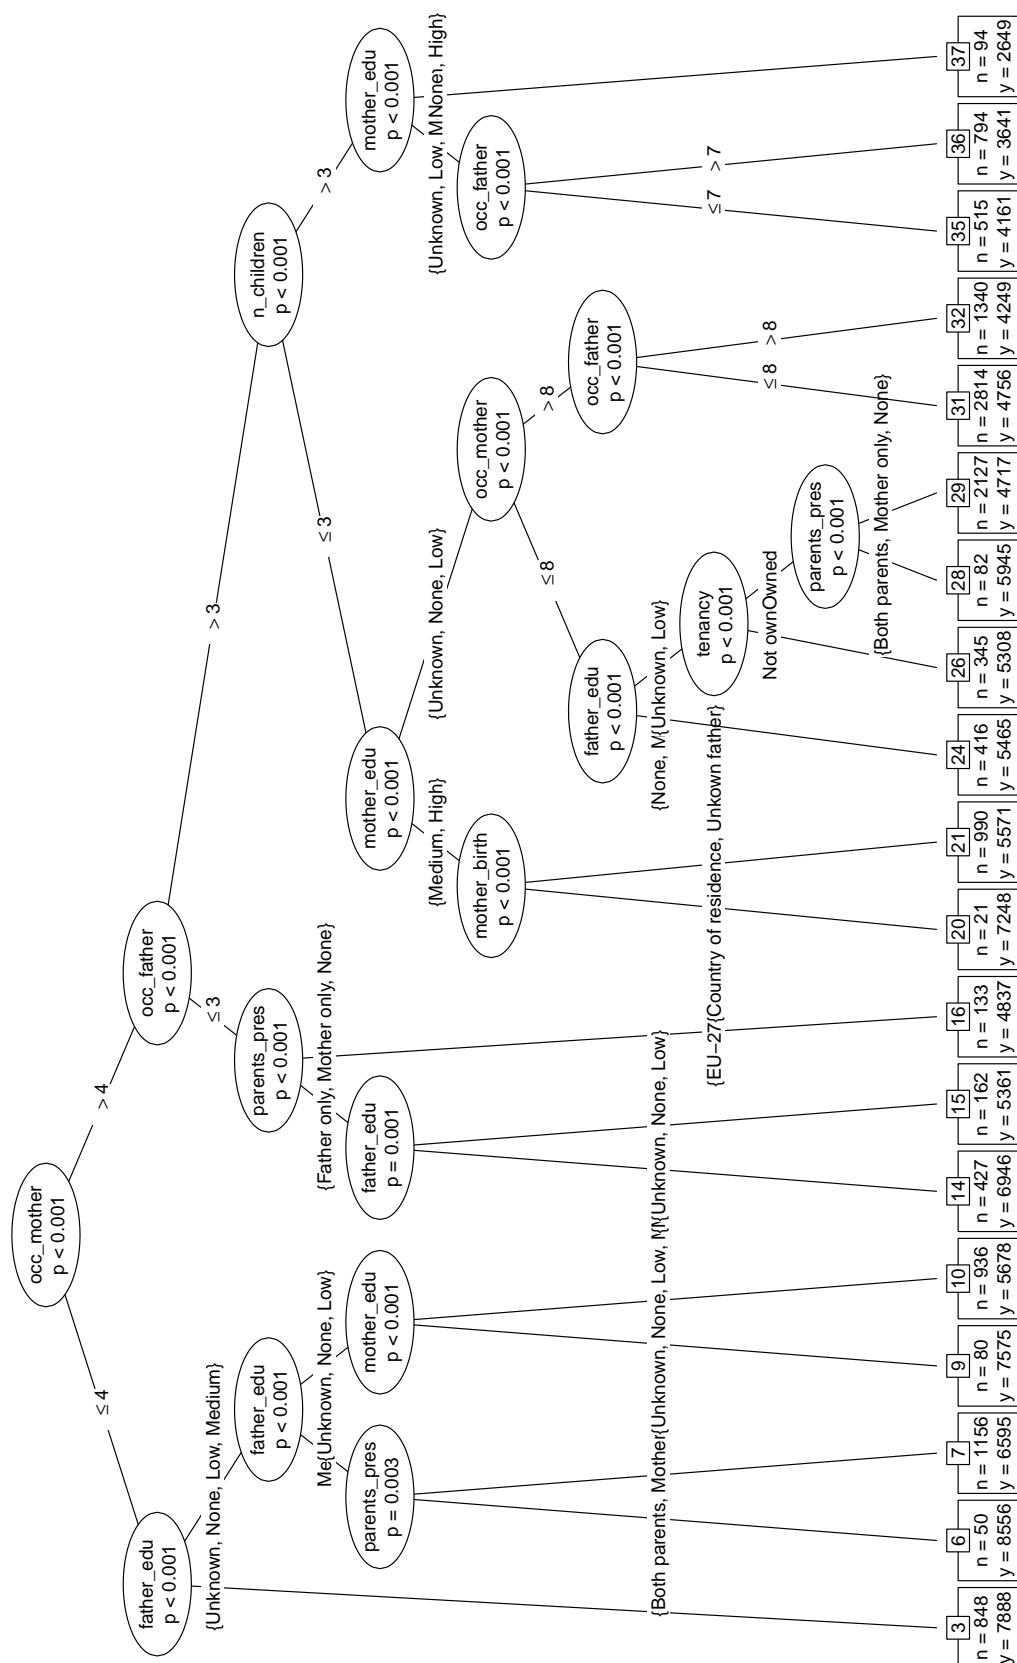 occ_mother
p < 0.001
≤ 4
> 4
father_edu
p < 0.001
occ_father
p < 0.001
{Unknown, None, Low, Medium}
≤ 3
> 3
father_edu
p < 0.001
parents_pres
p < 0.001
n_children
p < 0.001
Me{Unknown, None, Low}
{Father only, Mother only, None}
≤ 3
> 3
parents_pres
p = 0.003
mother_edu
p < 0.001
father_edu
p = 0.001
mother_edu
p < 0.001
mother_edu
p < 0.001
{Medium, High}
{Unknown, None, Low}
{Unknown, Low, High}
mother_birth
p < 0.001
occ_mother
p < 0.001
occ_father
p < 0.001
≤ 8
> 8
father_edu
p < 0.001
occ_father
p < 0.001
{Both parents, Mother{Unknown, None, Low, {Unknown, None, Low}
{None, M{Unknown, Low}
≤ 7
> 7
{EU−27{Country of residence, Unkown father}
tenancy
p < 0.001
≤ 8
> 8
Not ownOwned
parents_pres
p < 0.001
{Both parents, Mother only, None}
3
n = 848
y = 7888
6
n = 50
y = 8556
7
n = 1156
y = 6595
9
n = 80
y = 7575
10
n = 936
y = 5678
14
n = 427
y = 6946
15
n = 162
y = 5361
16
n = 133
y = 4837
20
n = 21
y = 7248
21
n = 990
y = 5571
24
n = 416
y = 5465
26
n = 345
y = 5308
28
n = 82
y = 5945
29
n = 2127
y = 4717
31
n = 2814
y = 4756
32
n = 1340
y = 4249
35
n = 515
y = 4161
36
n = 794
y = 3641
37
n = 94
y = 2649